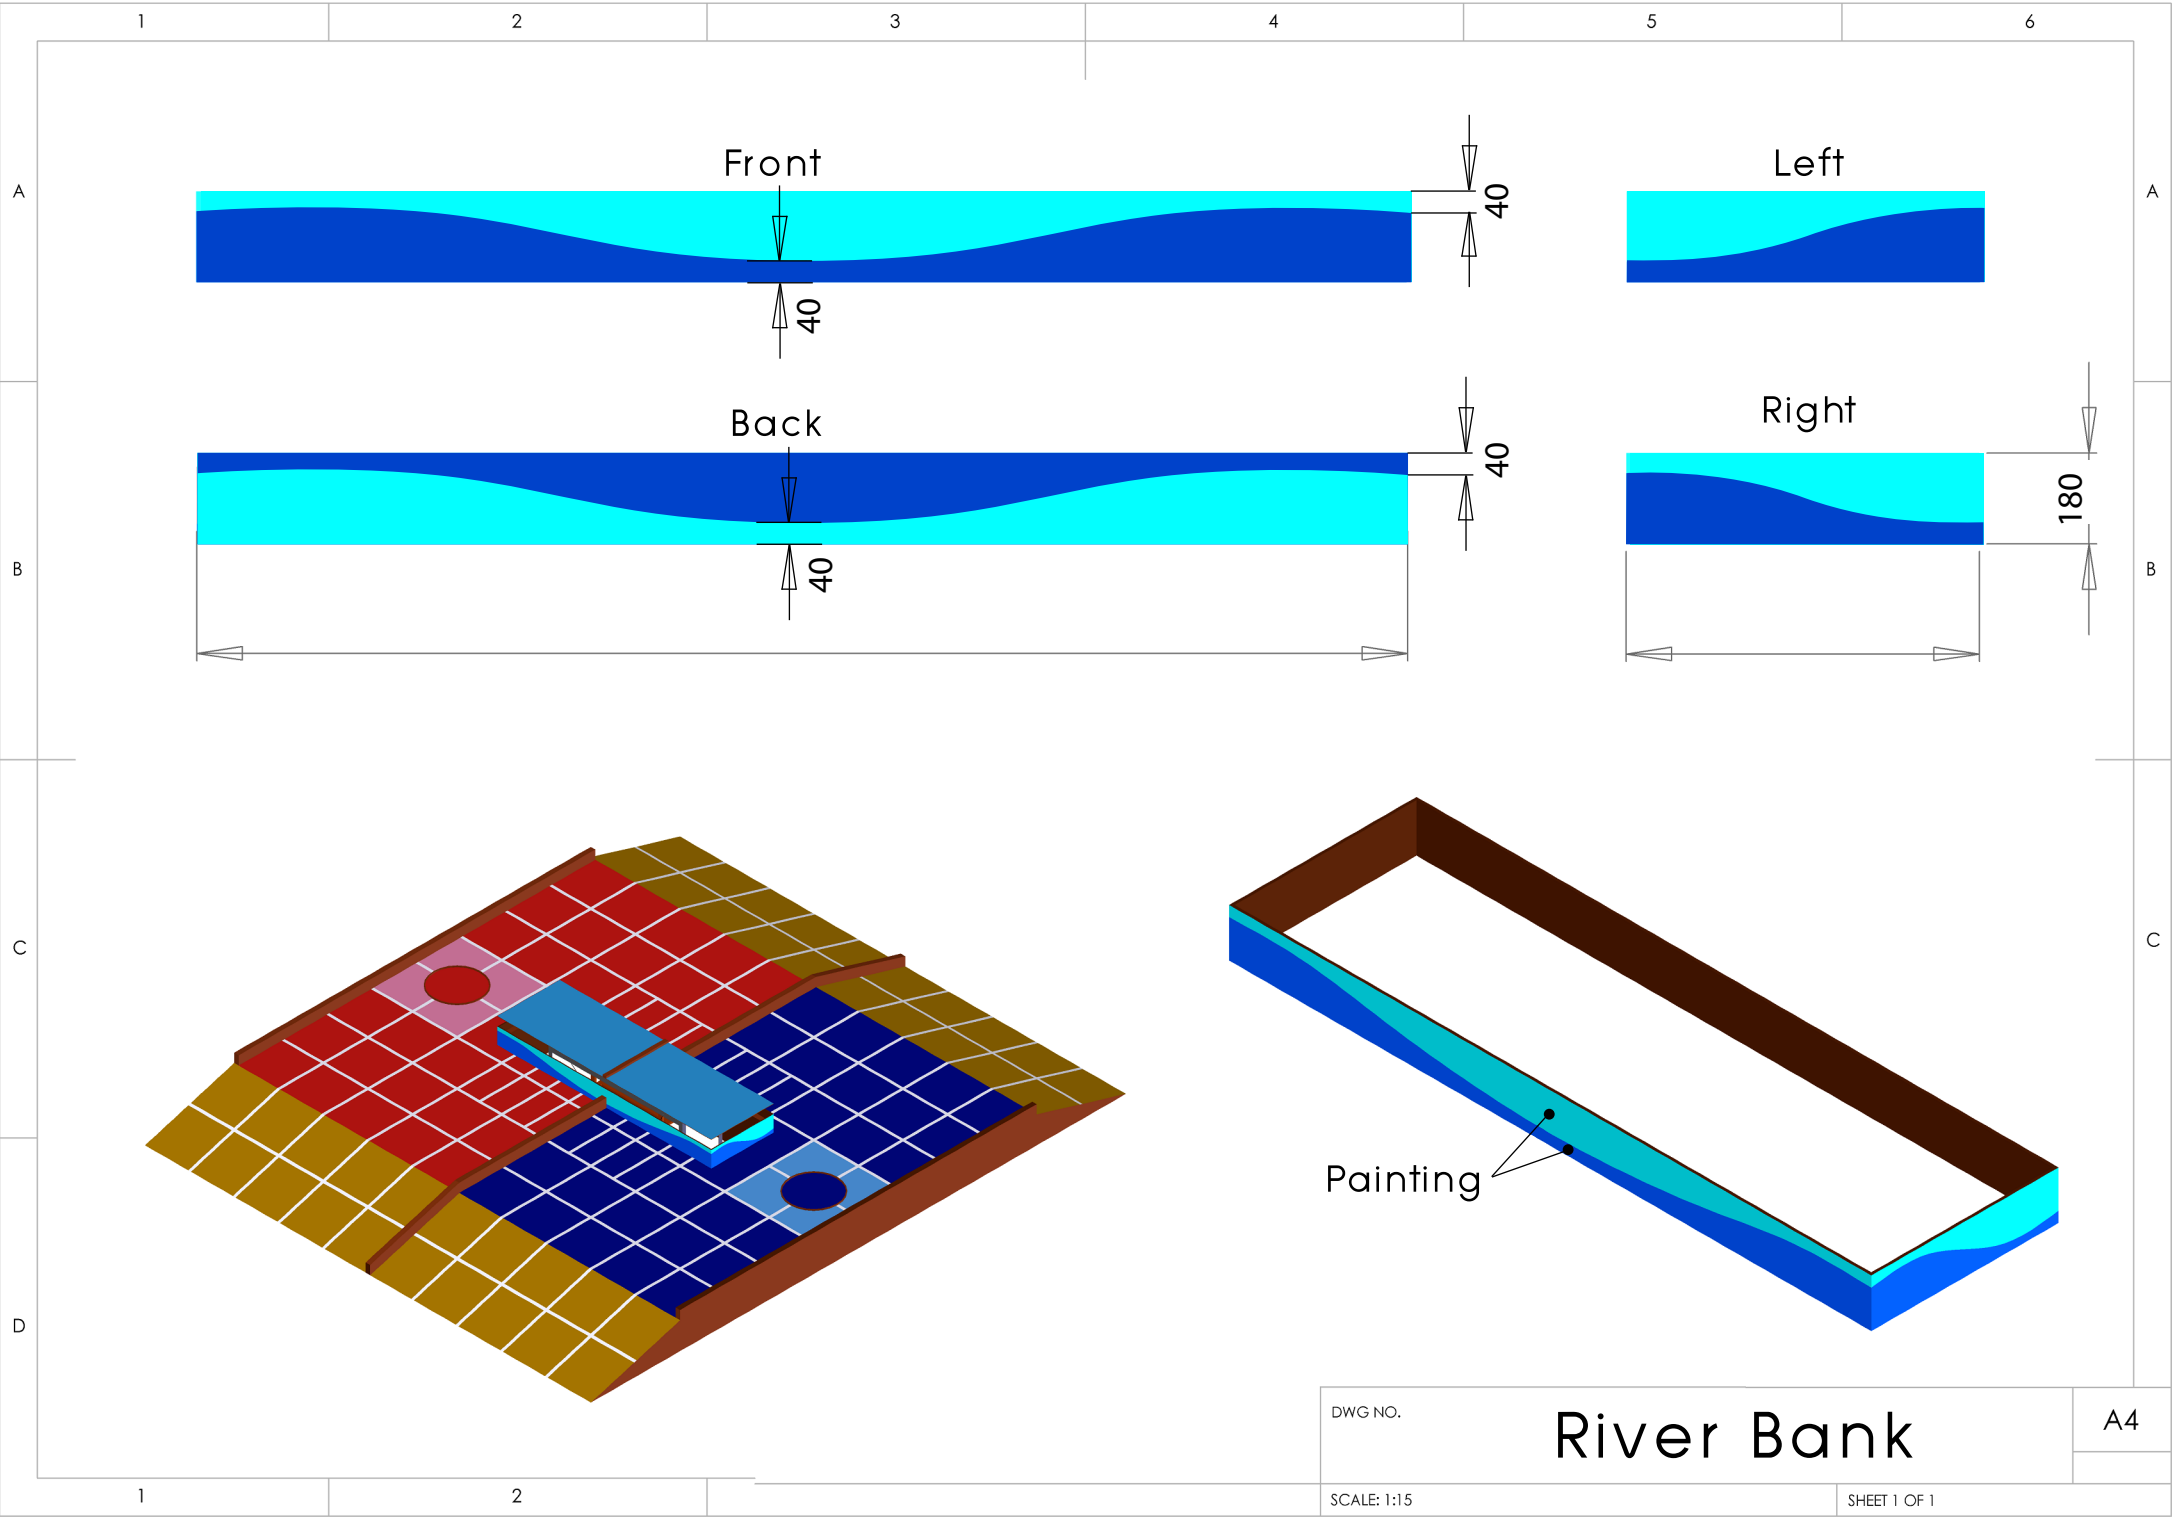 1 2 3 4 5 6
A
Front
40
Left
A
40
Back
40
Right
180
B
40
B
C
C
Painting
D
DWG NO.
River Bank
A4
1 2
SCALE: 1:15
SHEET 1 OF 1